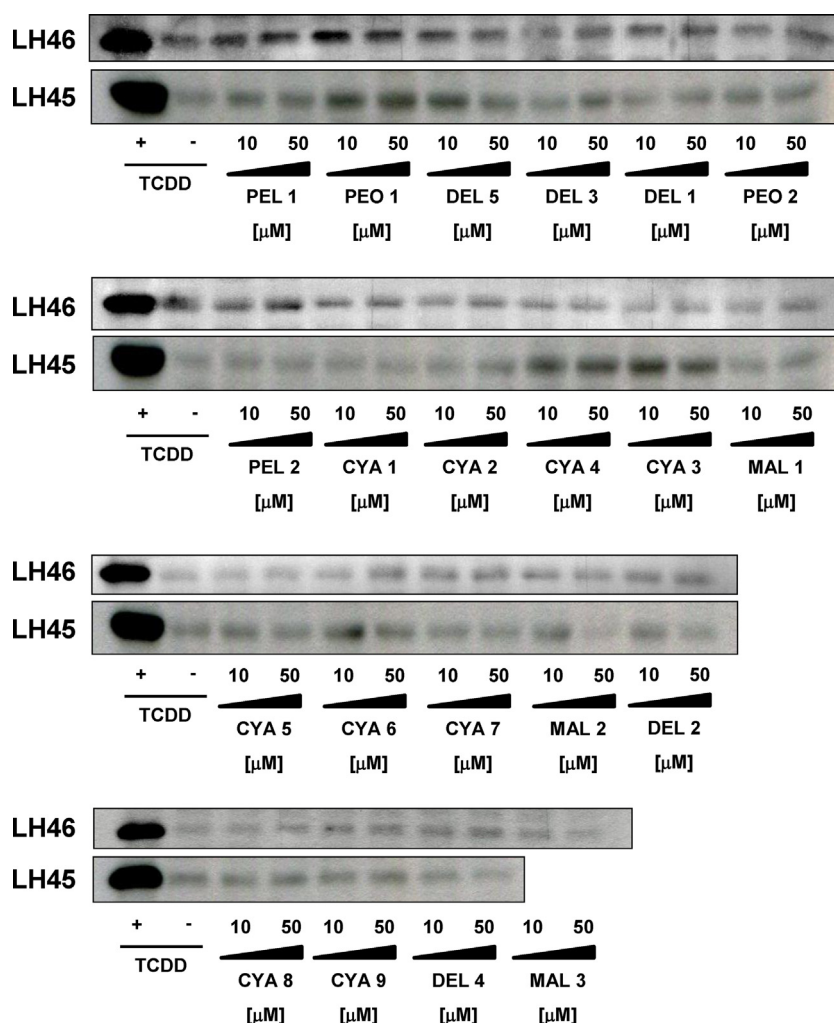 LH46
LH45
+ - 10 50 10 50 10 50 10 50 10 50 10 50
TCDD PEL 1 PEO 1 DEL 5 DEL 3 DEL 1 PEO 2
[μM] [μM] [μM] [μM] [μM] [μM]
LH46
LH45
+ - 10 50 10 50 10 50 10 50 10 50 10 50
TCDD PEL 2 CYA 1 CYA 2 CYA 4 CYA 3 MAL 1
[μM] [μM] [μM] [μM] [μM] [μM]
LH46
LH45
+ - 10 50 10 50 10 50 10 50 10 50
TCDD CYA 5 CYA 6 CYA 7 MAL 2 DEL 2
[μM] [μM] [μM] [μM] [μM]
LH46
LH45
+ - 10 50 10 50 10 50 10 50
TCDD CYA 8 CYA 9 DEL 4 MAL 3
[μM] [μM] [μM] [μM]